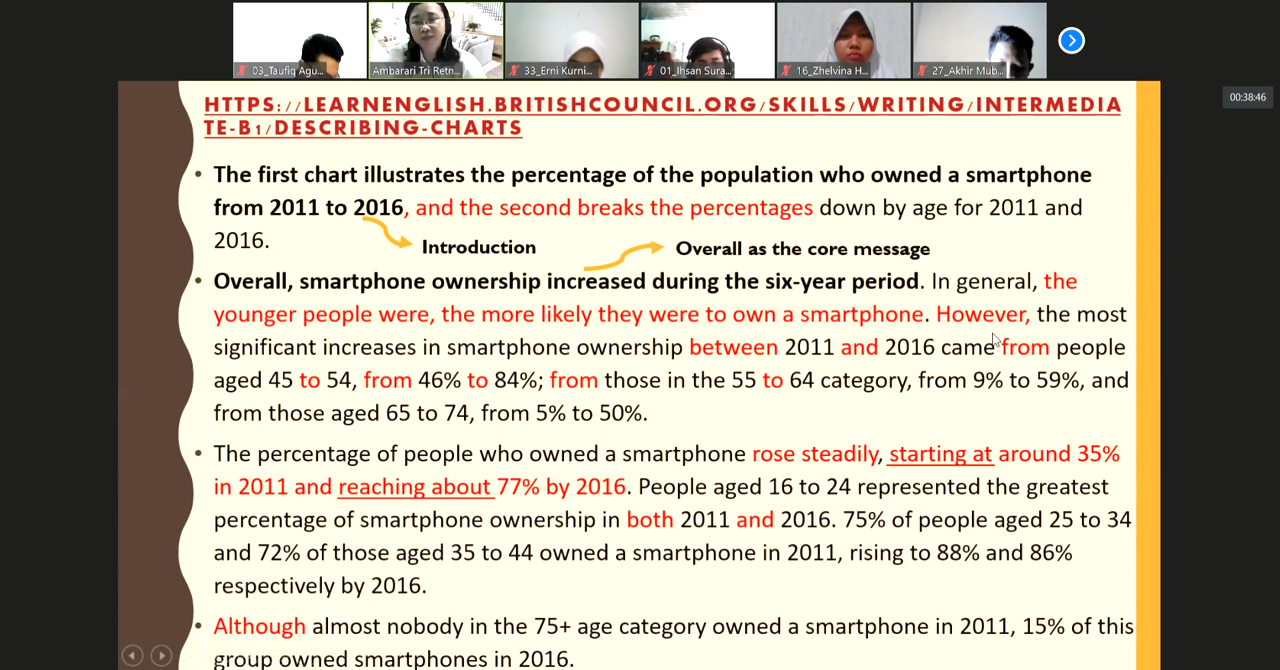 03_Taufiq Agu...
Ambarari Tri Retn...
33_Erni Kurni...
01_Ihsan Sura...
16_Zhelvina H...
27_Akhir Mub...
00:38:46
HTTPS://LEARNENGLISH.BRITISHCOUNCIL.ORG/SKILLS/WRITING/INTERMEDIA
TE-B1/DESCRIBING-CHARTS
• The first chart illustrates the percentage of the population who owned a smartphone
from 2011 to 2016, and the second breaks the percentages down by age for 2011 and
2016.
Introduction
Overall as the core message
• Overall, smartphone ownership increased during the six-year period. In general, the
younger people were, the more likely they were to own a smartphone. However, the most
significant increases in smartphone ownership between 2011 and 2016 came from people
aged 45 to 54, from 46% to 84%; from those in the 55 to 64 category, from 9% to 59%, and
from those aged 65 to 74, from 5% to 50%.
• The percentage of people who owned a smartphone rose steadily, starting at around 35%
in 2011 and reaching about 77% by 2016. People aged 16 to 24 represented the greatest
percentage of smartphone ownership in both 2011 and 2016. 75% of people aged 25 to 34
and 72% of those aged 35 to 44 owned a smartphone in 2011, rising to 88% and 86%
respectively by 2016.
• Although almost nobody in the 75+ age category owned a smartphone in 2011, 15% of this
group owned smartphones in 2016.